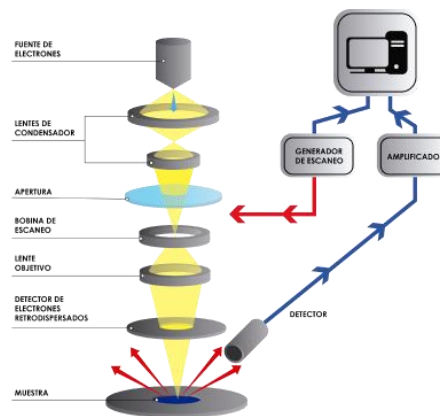 FUENTE DE
ELECTRONES
LENTES DE
CONDENSADOR
APERTURA
BOBINA DE
ESCANEO
LENTE
OBJETIVO
DETECTOR DE
ELECTRONES
RETRODISPERSADOS
MUESTRA
GENERADOR
DE ESCANEO
AMPLIFICADO
DETECTOR